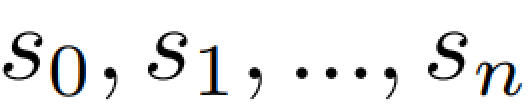 s₀, s₁, ..., sₙ